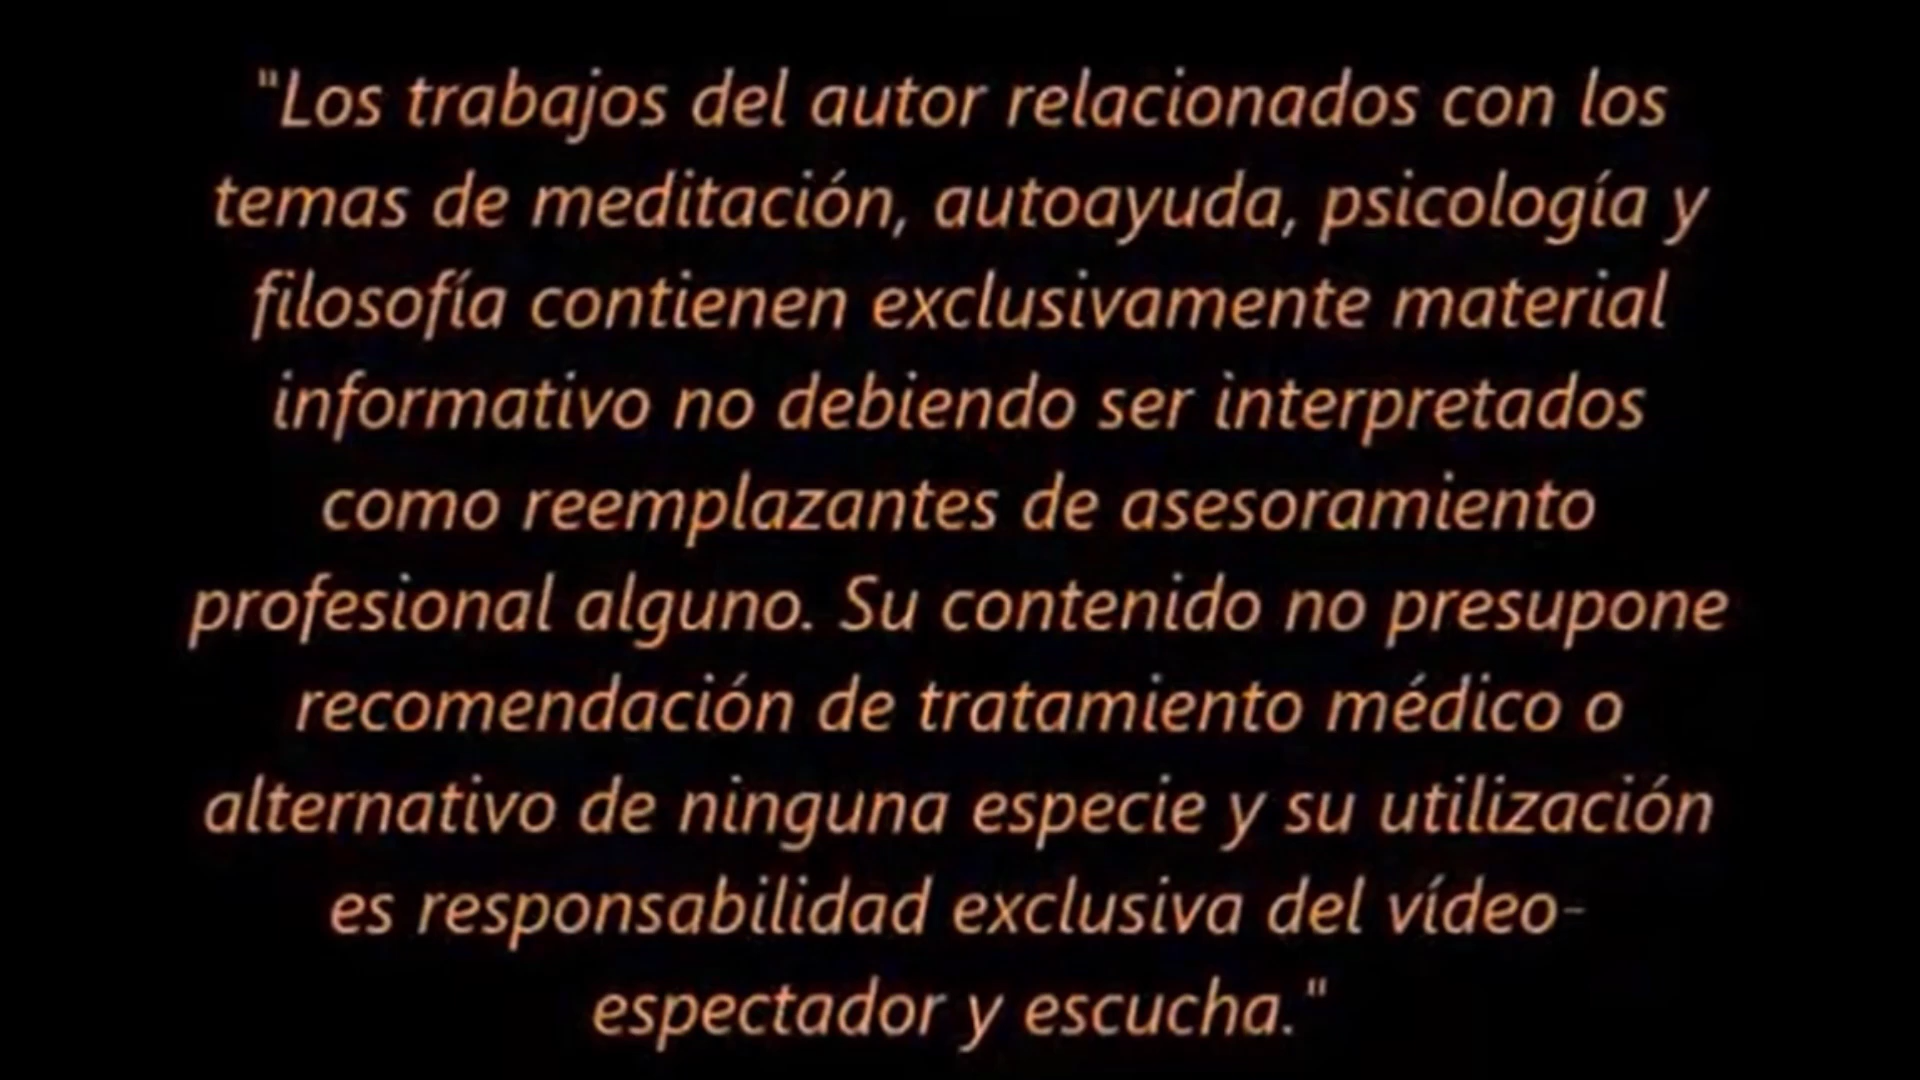 "Los trabajos del autor relacionados con los
temas de meditación, autoayuda, psicología y
filosofía contienen exclusivamente material
informativo no debiendo ser interpretados
como reemplazantes de asesoramiento
profesional alguno. Su contenido no presupone
recomendación de tratamiento médico o
alternativo de ninguna especie y su utilización
es responsabilidad exclusiva del vídeo-
espectador y escucha."